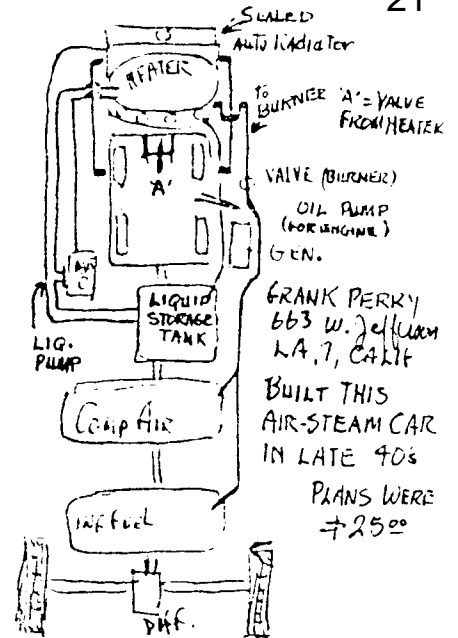 21
SEALED
AUTO Radiator
HEATER
TO
BURNER
'A' = VALVE
FROM HEATER
'A'
VALVE (BURNER)
OIL PUMP
(FOR ENGINE)
GEN.
LIQ.
PUMP
LIQUID
STORAGE
TANK
GRANK PERRY
663 W. Jefferson
LA, 7, CALIF
BUILT THIS
AIR-STEAM CAR
IN LATE 40's
Comp Air
PLANS WERE
$25.00
FUEL
DIFF.